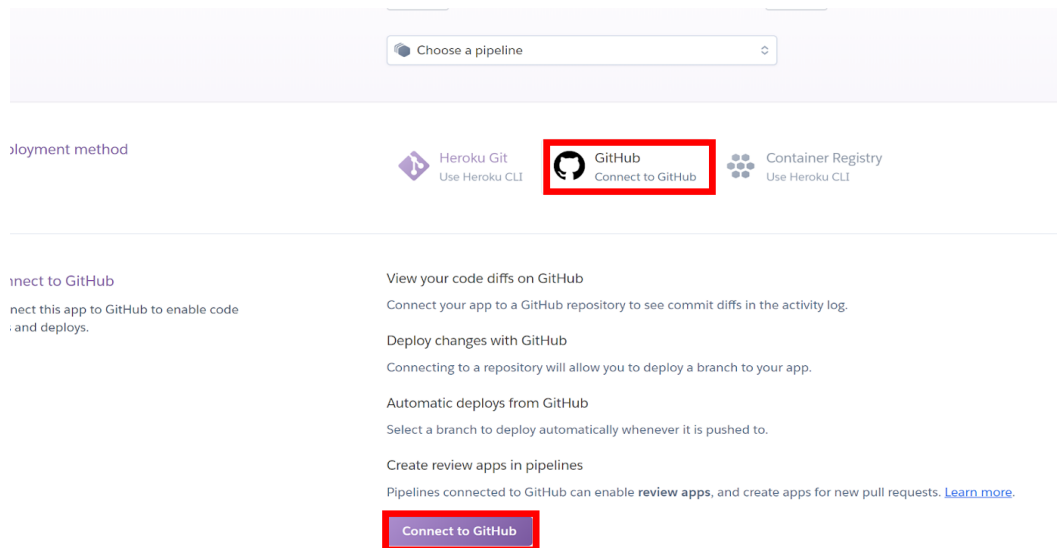 Choose a pipeline
ployment method
Heroku Git
Use Heroku CLI
GitHub
Connect to GitHub
Container Registry
Use Heroku CLI
nnect to GitHub
nnect this app to GitHub to enable code
s and deploys.
View your code diffs on GitHub
Connect your app to a GitHub repository to see commit diffs in the activity log.
Deploy changes with GitHub
Connecting to a repository will allow you to deploy a branch to your app.
Automatic deploys from GitHub
Select a branch to deploy automatically whenever it is pushed to.
Create review apps in pipelines
Pipelines connected to GitHub can enable review apps, and create apps for new pull requests. Learn more.
Connect to GitHub